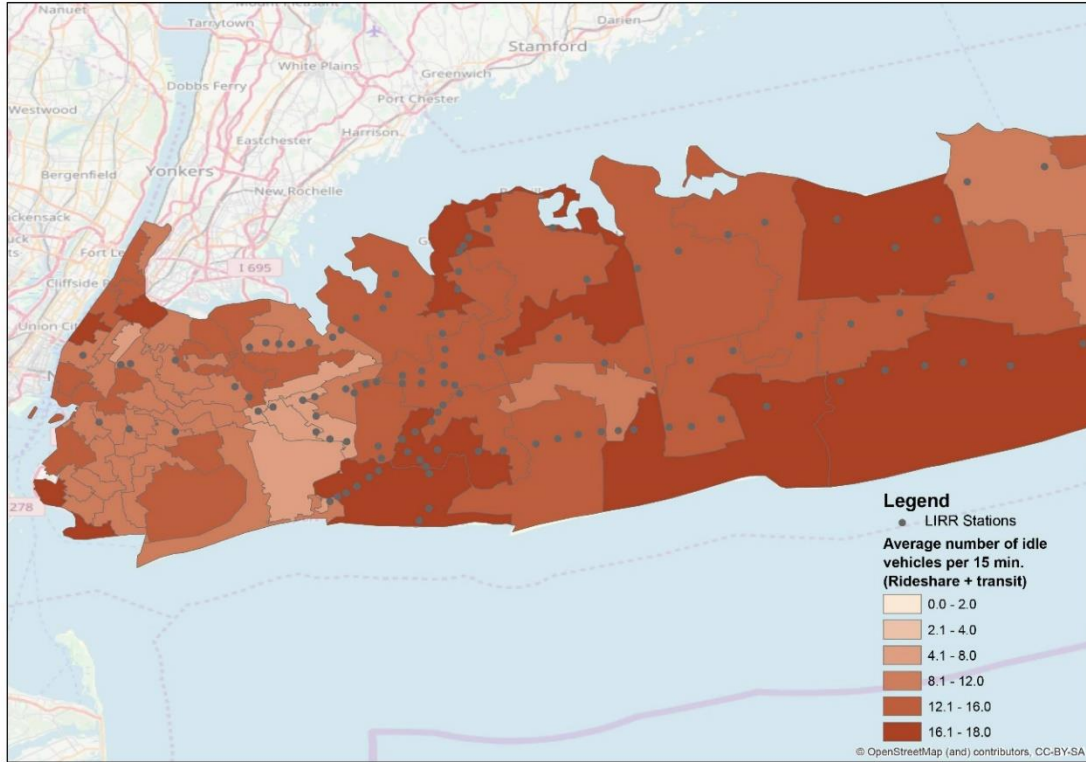 Nanuet
Tarrytown
Darien
Stamford
White Plains
Greenwich
Dobbs Ferry
Westwood
Port Chester
Harrison
Eastchester
Yonkers
Bergenfield
New Rochelle
ackensack
Fort Le
I 695
Cliffside
Union City
278
Legend
LIRR Stations
Average number of idle
vehicles per 15 min.
(Rideshare + transit)
0.0 - 2.0
2.1 - 4.0
4.1 - 8.0
8.1 - 12.0
12.1 - 16.0
16.1 - 18.0
© OpenStreetMap (and) contributors, CC-BY-SA